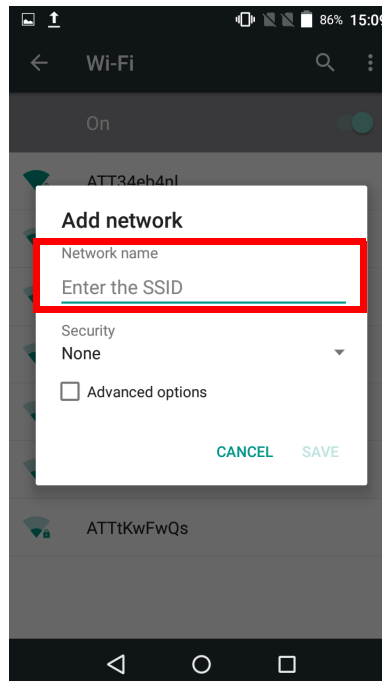 86% 15:09
Wi-Fi
On
ATT34eb4nl
Add network
Network name
Enter the SSID
Security
None
Advanced options
CANCEL SAVE
ATTtKwFwQs